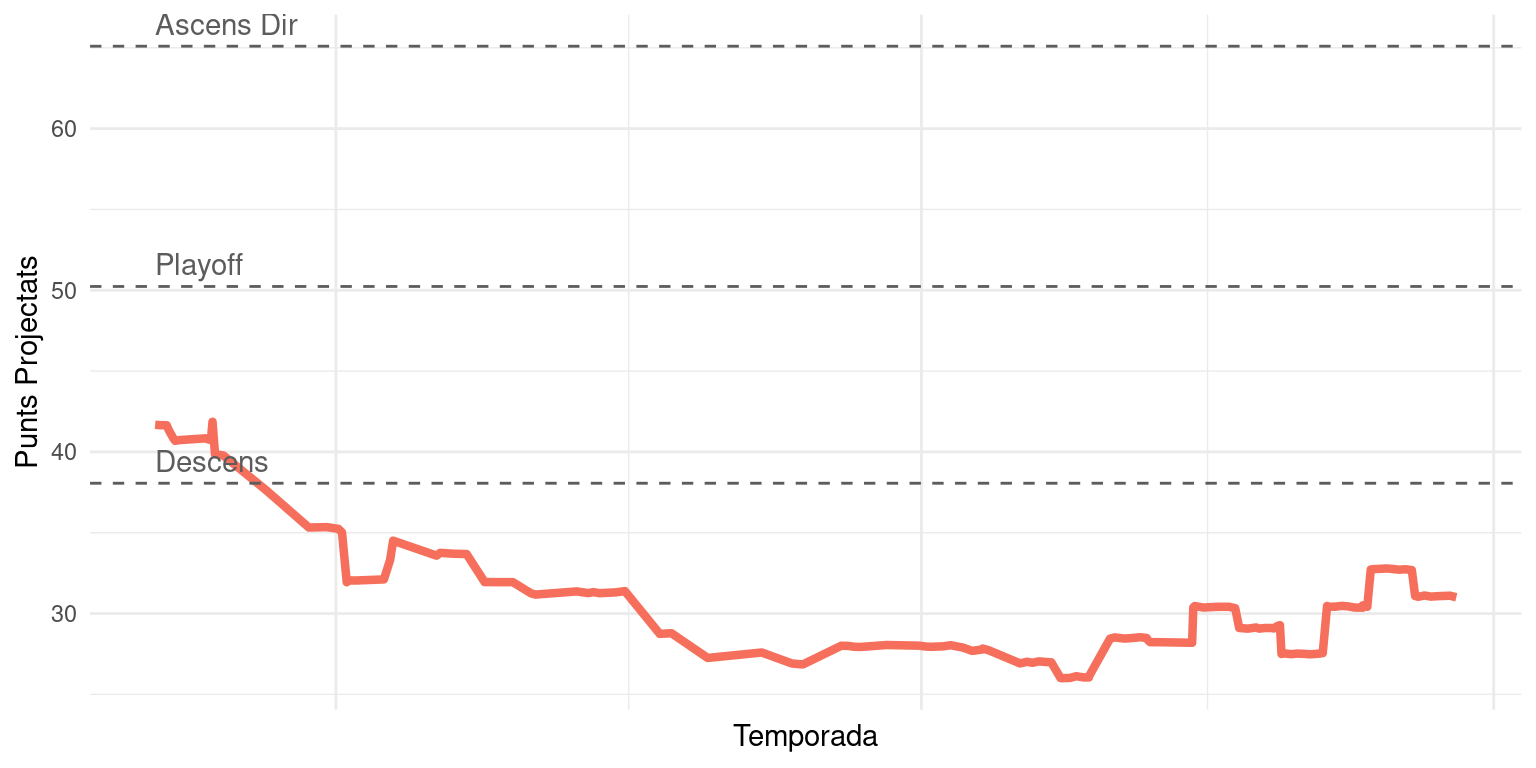 Ascens Dir
60
Playoff
50
Punts Projectats
40
Descens
30
Temporada